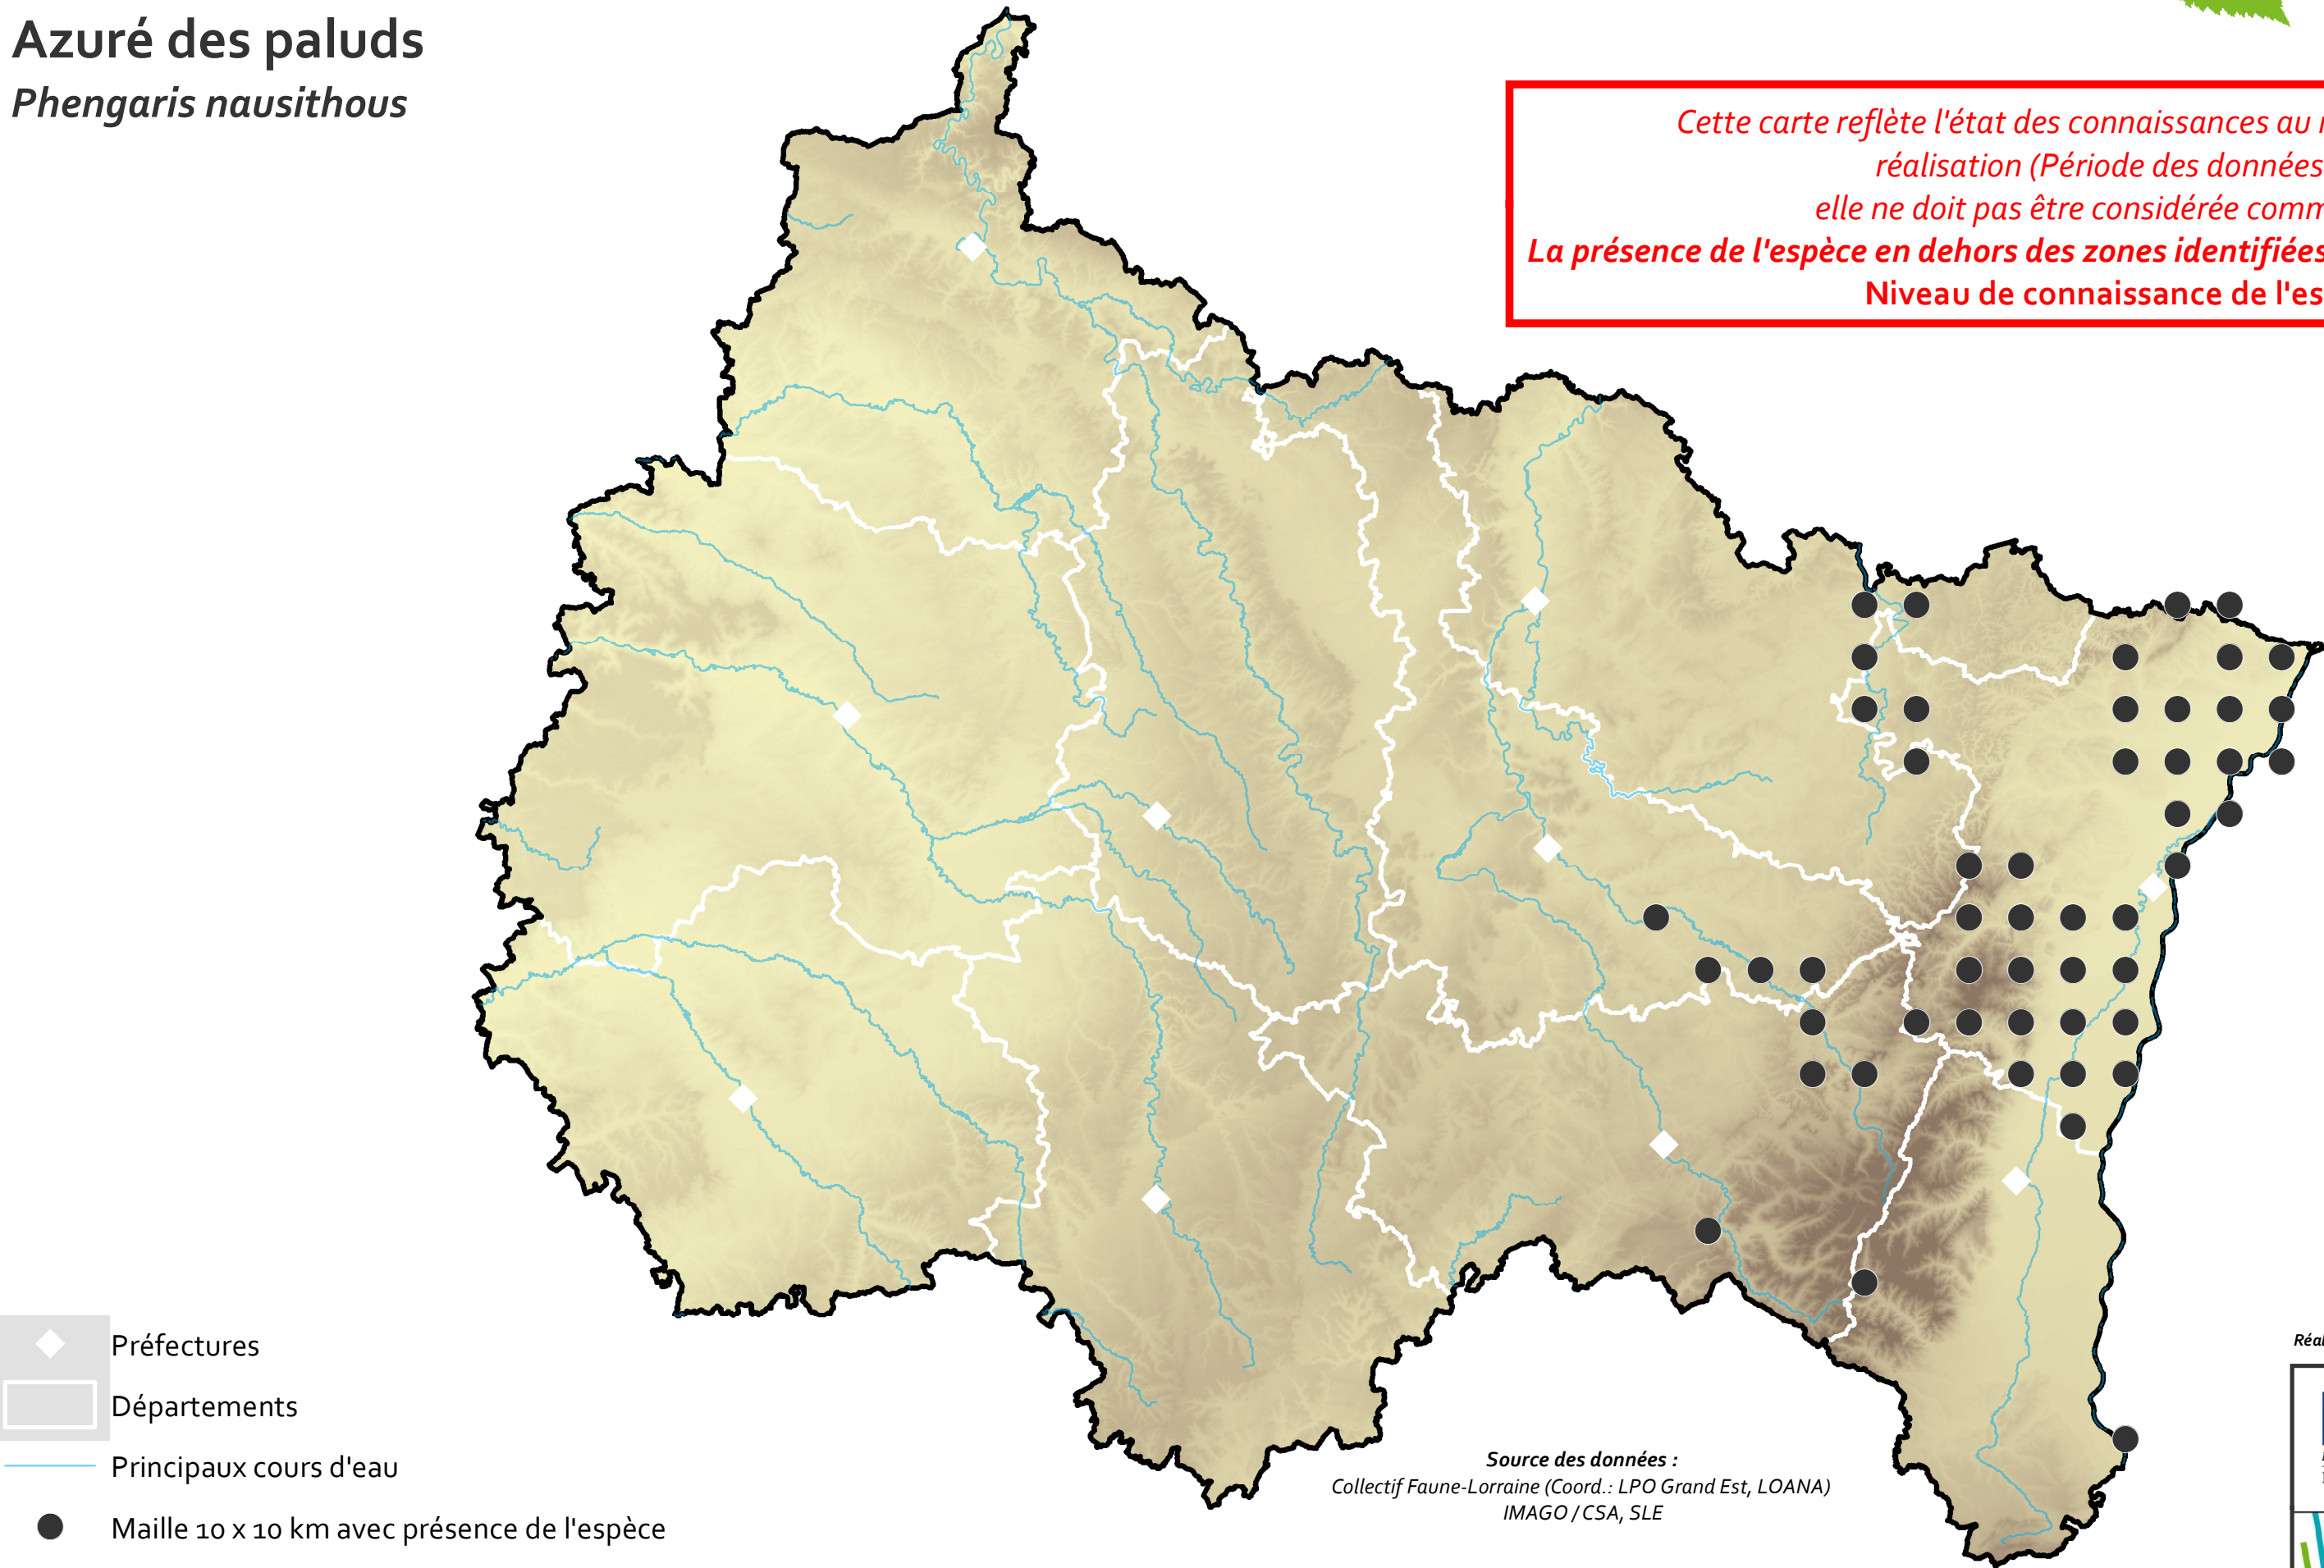 Azuré des paluds
Phengaris nausithous
Cette carte reflète l'état des connaissances au
réalisation (Période des données
elle ne doit pas être considérée
La présence de l'espèce en dehors des zones identifiées
Niveau de connaissance de
Préfectures
Départements
Principaux cours d'eau
Maille 10 x 10 km avec présence de l'espèce
Source des données :
Collectif Faune-Lorraine (Coord.: LPO Grand Est, LOANA)
IMAGO / CSA, SLE